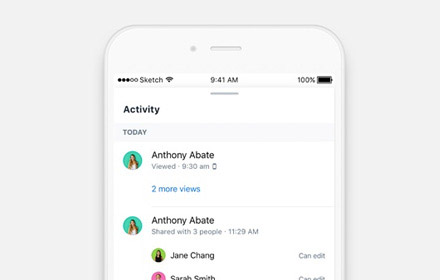 ●●●○○ Sketch 9:41 AM 100%
Activity
TODAY
Anthony Abate
Viewed · 9:30 am
2 more views
Anthony Abate
Shared with 3 people · 11:29 AM
Jane Chang Can edit
Sarah Smith Can edit